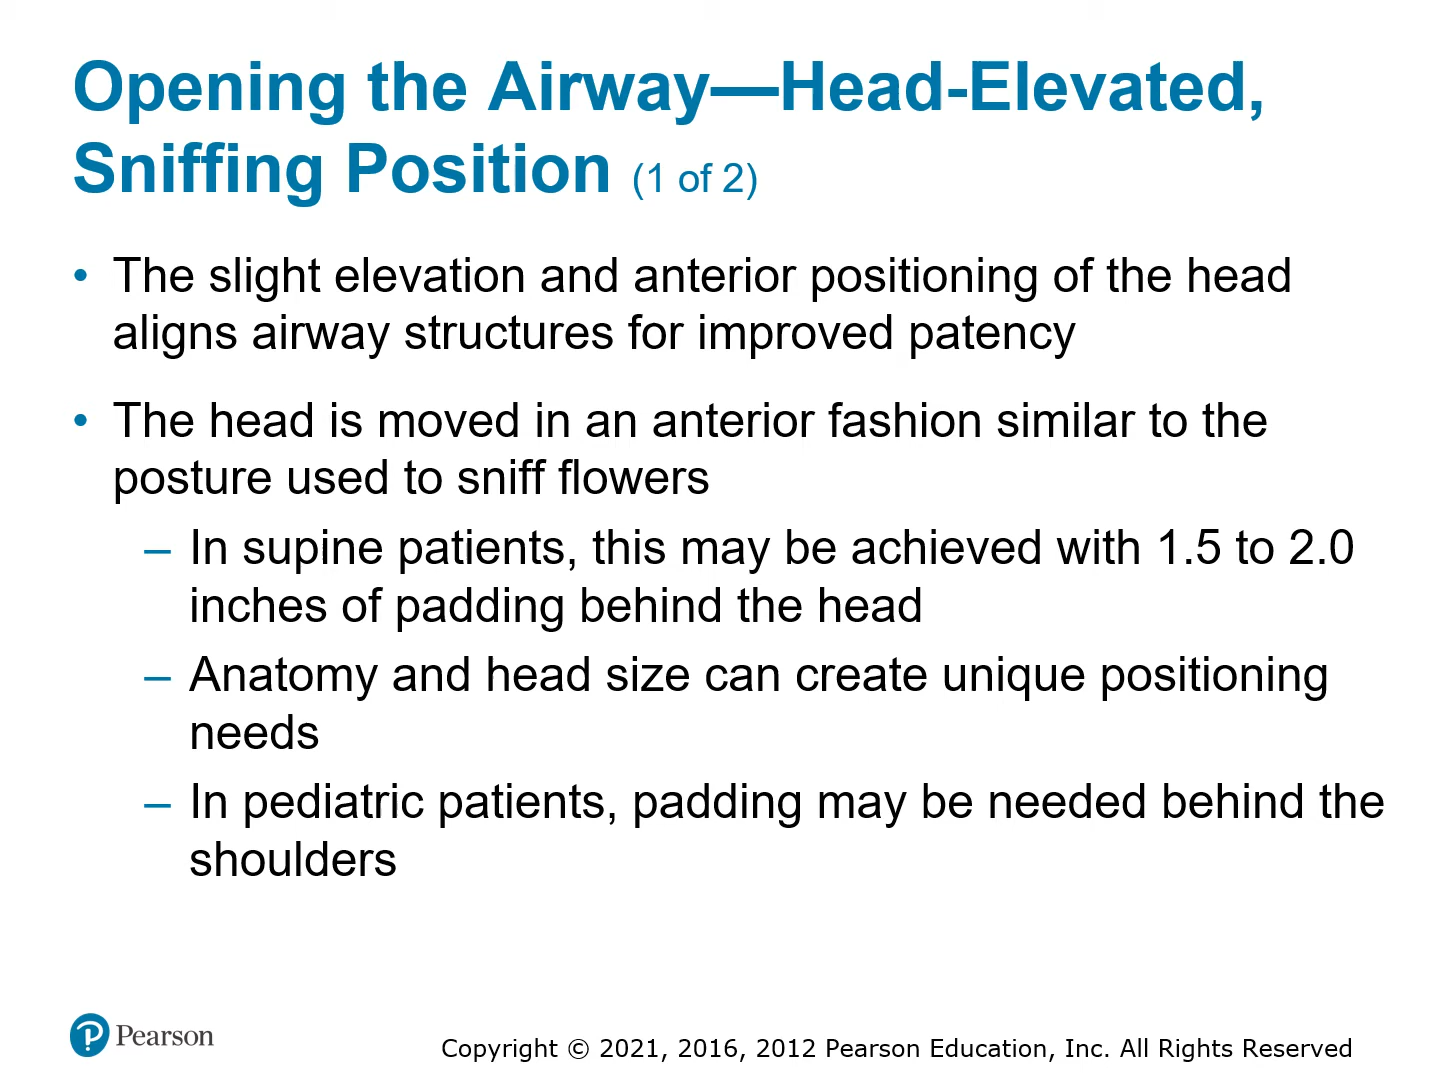 Opening the Airway—Head-Elevated,
Sniffing Position (1 of 2)
• The slight elevation and anterior positioning of the head
aligns airway structures for improved patency
• The head is moved in an anterior fashion similar to the
posture used to sniff flowers
– In supine patients, this may be achieved with 1.5 to 2.0
inches of padding behind the head
– Anatomy and head size can create unique positioning
needs
– In pediatric patients, padding may be needed behind the
shoulders
Pearson
Copyright © 2021, 2016, 2012 Pearson Education, Inc. All Rights Reserved